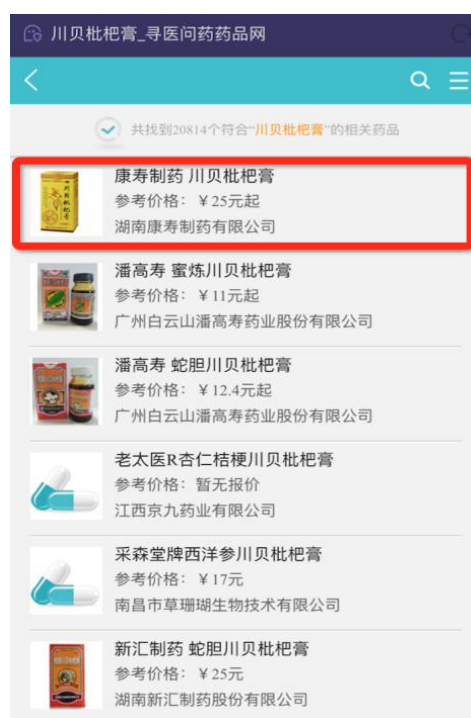 川贝枇杷膏_寻医问药药品网
共找到20814个符合“川贝枇杷膏”的相关药品
康寿制药 川贝枇杷膏
参考价格：￥25元起
湖南康寿制药有限公司
潘高寿 蜜炼川贝枇杷膏
参考价格：￥11元起
广州白云山潘高寿药业股份有限公司
潘高寿 蛇胆川贝枇杷膏
参考价格：￥12.4元起
广州白云山潘高寿药业股份有限公司
老太医R杏仁桔梗川贝枇杷膏
参考价格：暂无报价
江西京九药业有限公司
采森堂牌西洋参川贝枇杷膏
参考价格：￥17元
南昌市草珊瑚生物技术有限公司
新汇制药 蛇胆川贝枇杷膏
参考价格：￥25元
湖南新汇制药股份有限公司